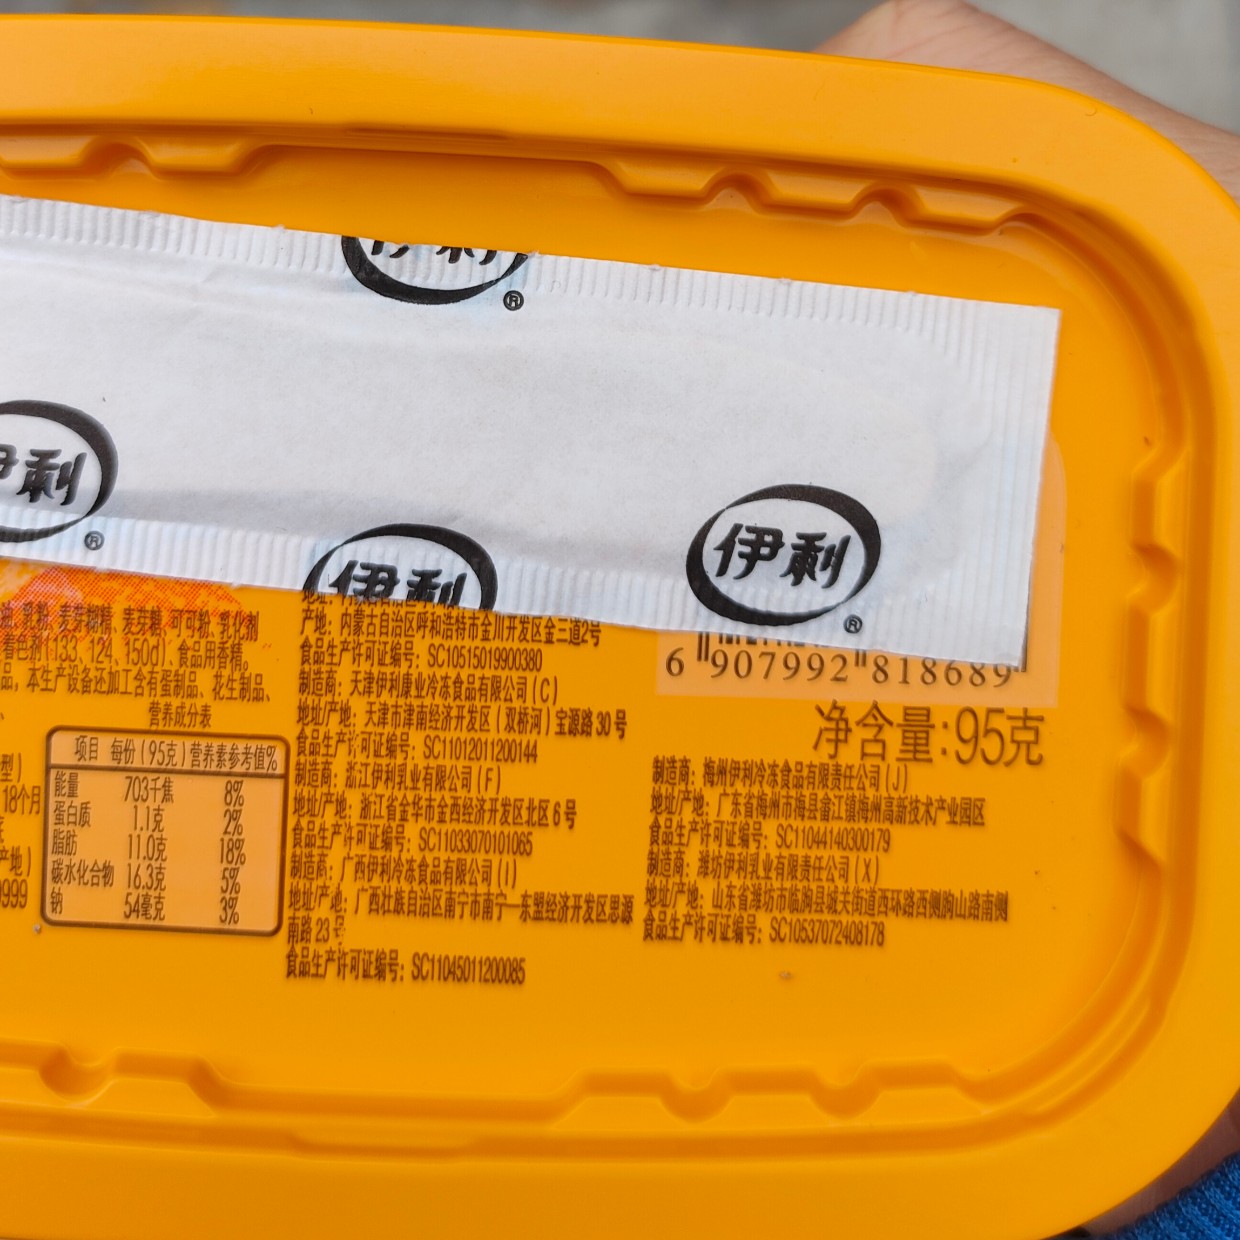 伊利
®
利
®
伊利
伊利
®
油、乳粉、麦芽糊精、麦芽糖、可可粉、乳化剂
着色剂(133、124、150d)、食品用香精。
品，本生产设备还加工含有蛋制品、花生制品、
营养成分表
项目 每份(95克) 营养素参考值%
能量 703千焦 8%
蛋白质 1.1克 2%
脂肪 11.0克 18%
碳水化合物 16.3克 5%
钠 54毫克 3%
型)
18个月
产地)
9999
产地：内蒙古自治区呼和浩特市金川开发区金三道2号
食品生产许可证编号：SC10515019900380
制造商：天津伊利康业冷冻食品有限公司(C)
地址/产地：天津市津南经济开发区(双桥河)宝源路30号
食品生产许可证编号：SC11012011200144
制造商：浙江伊利乳业有限公司(F)
地址/产地：浙江省金华市金西经济开发区北区6号
食品生产许可证编号：SC11033070101065
制造商：广西伊利冷冻食品有限公司(I)
地址/产地：广西壮族自治区南宁市南宁—东盟经济开发区思源
南路23号
食品生产许可证编号：SC11045011200085
6 907992 818689
净含量:95克
制造商：梅州伊利冷冻食品有限责任公司(J)
地址/产地：广东省梅州市梅县畲江镇梅州高新技术产业园区
食品生产许可证编号：SC11044140300179
制造商：潍坊伊利乳业有限责任公司(X)
地址/产地：山东省潍坊市临朐县城关街道西环路西侧朐山路南侧
食品生产许可证编号：SC10537072408178